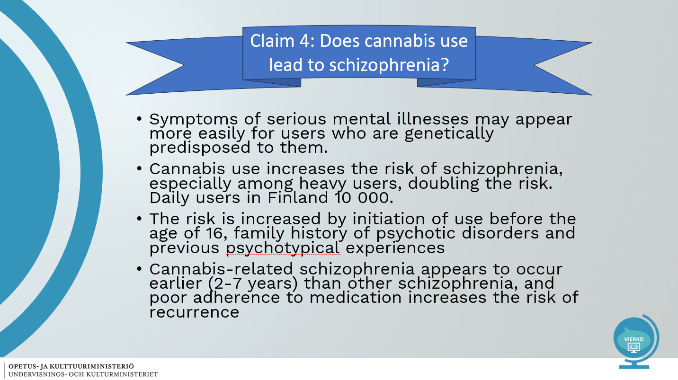 Claim 4: Does cannabis use
lead to schizophrenia?
• Symptoms of serious mental illnesses may appear
more easily for users who are genetically
predisposed to them.
• Cannabis use increases the risk of schizophrenia,
especially among heavy users, doubling the risk.
Daily users in Finland 10 000.
• The risk is increased by initiation of use before the
age of 16, family history of psychotic disorders and
previous psychotypical experiences
• Cannabis-related schizophrenia appears to occur
earlier (2-7 years) than other schizophrenia, and
poor adherence to medication increases the risk of
recurrence
VIERKO
OPETUS- JA KULTTUURIMINISTERIÖ
UNDERVISNINGS- OCH KULTURMINISTERIET